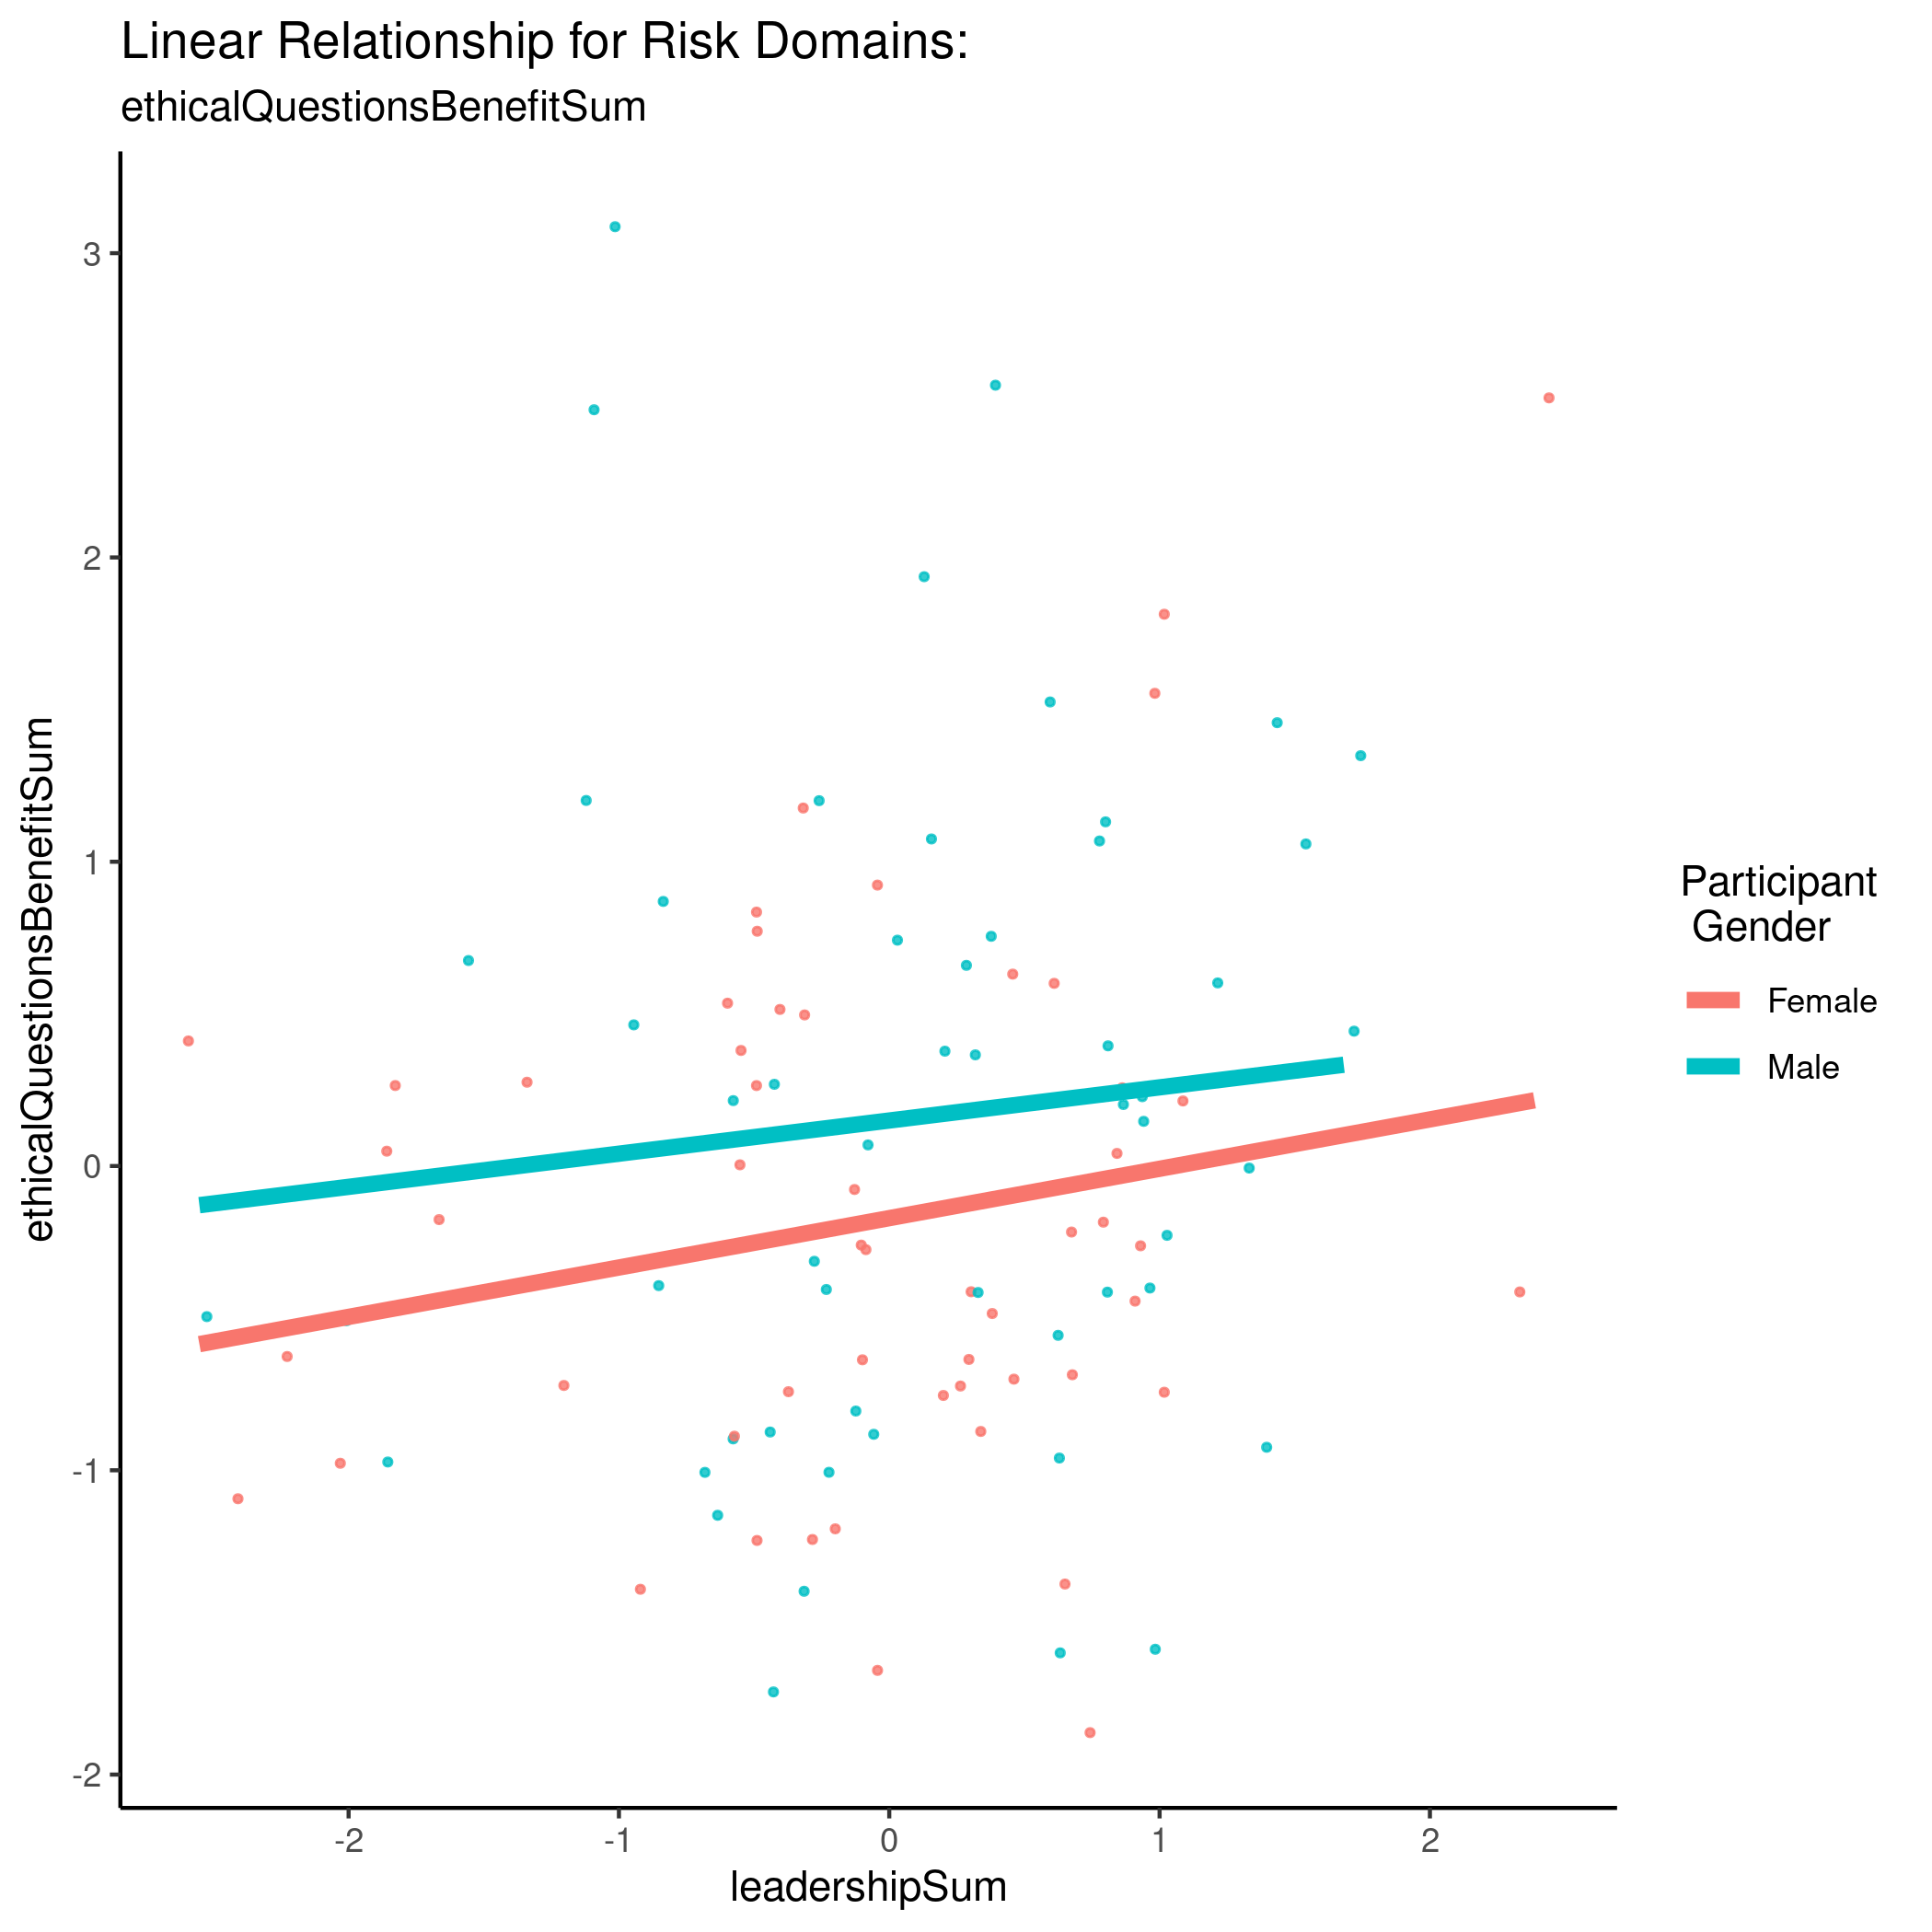 Linear Relationship for Risk Domains:
ethicalQuestionsBenefitSum
ethicalQuestionsBenefitSum
3
2
1
0
-1
-2
-2
-1
0
1
2
leadershipSum
Participant
Gender
Female
Male